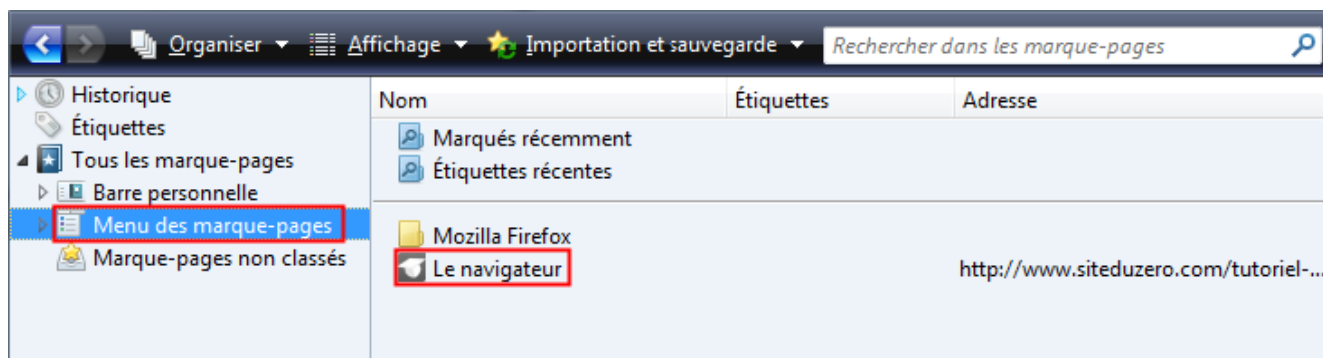 Organiser Affichage Importation et sauvegarde Rechercher dans les marque-pages
Historique
Étiquettes
Tous les marque-pages
Barre personnelle
Menu des marque-pages
Marque-pages non classés
Nom Étiquettes Adresse
Marqués récemment
Étiquettes récentes
Mozilla Firefox
Le navigateur http://www.siteduzero.com/tutoriel-...